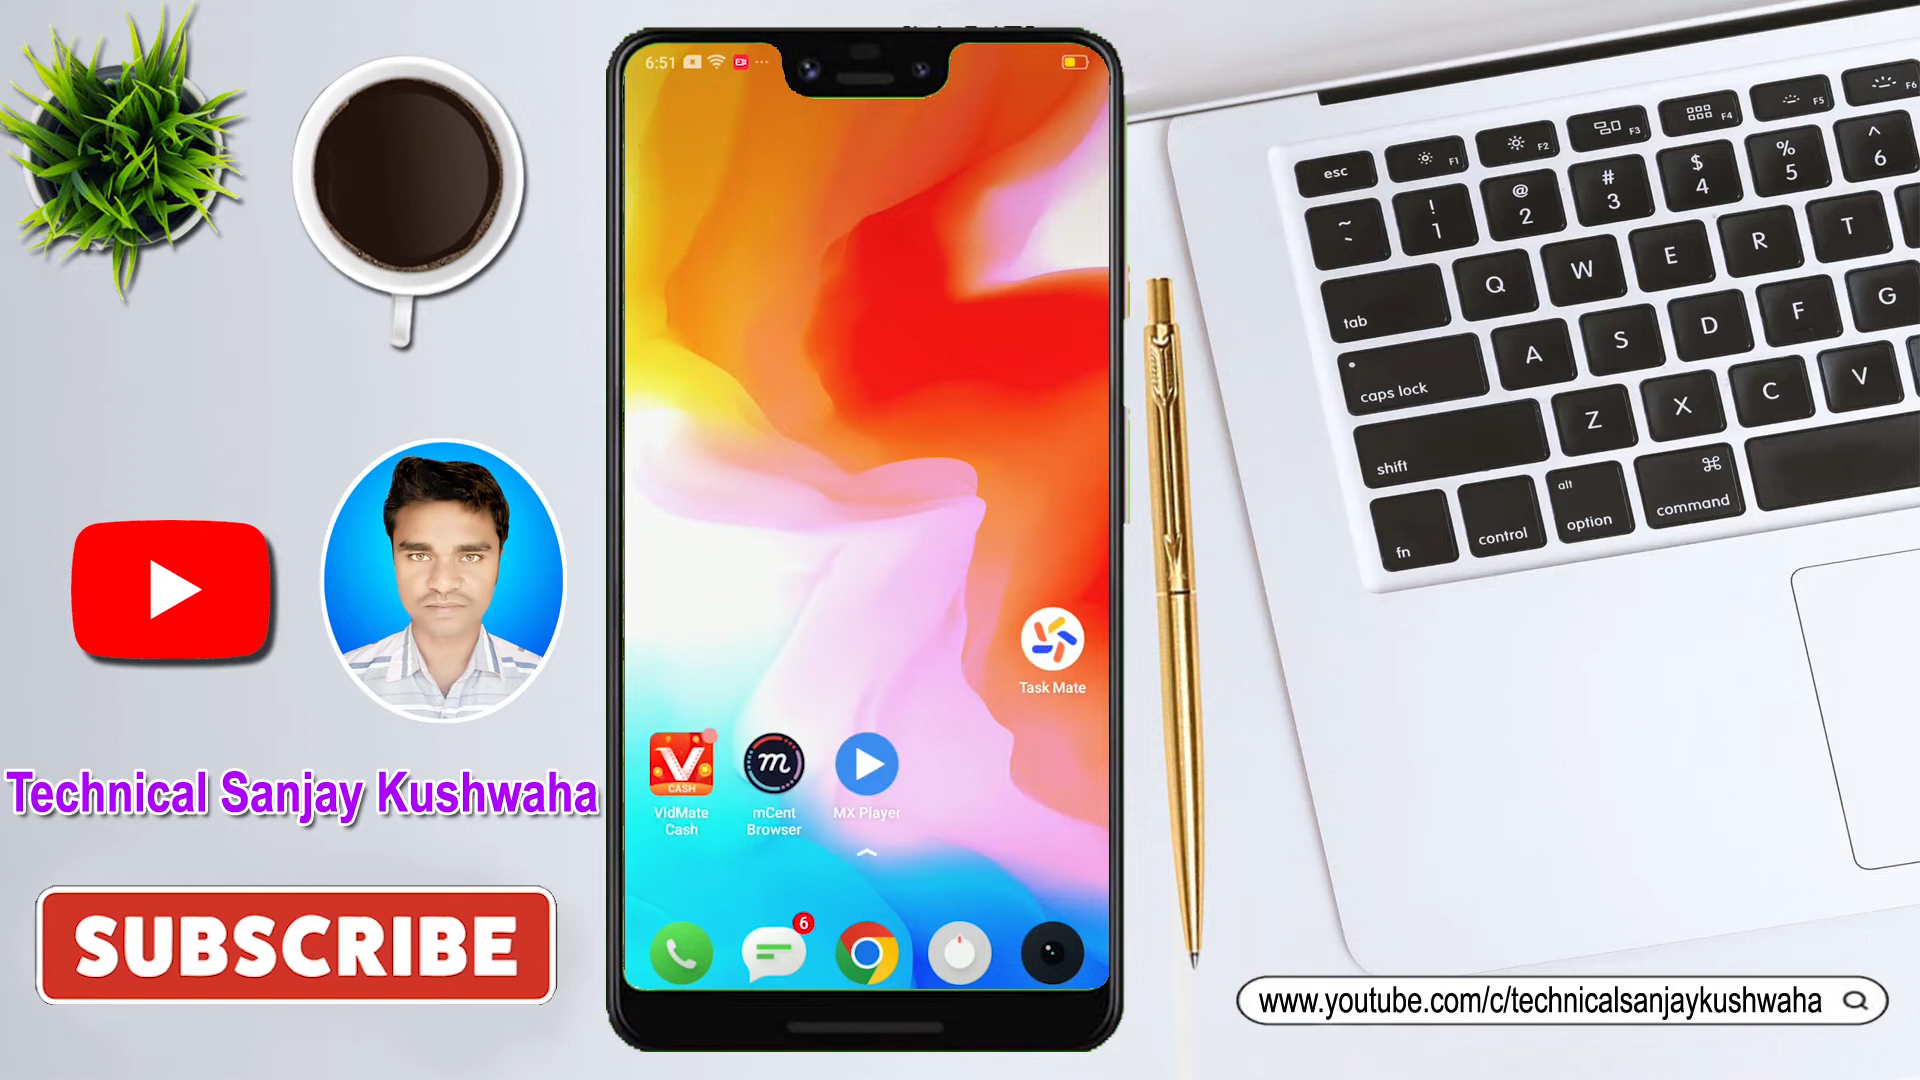 6:51
Task Mate
CASH
VidMate
Cash
mCent
Browser
MX Player
6
Technical Sanjay Kushwaha
SUBSCRIBE
www.youtube.com/c/technicalsanjaykushwaha
esc
F1
F2
F3
F4
F5
F6
~
`
! 1
@ 2
# 3
$ 4
% 5
^ 6
tab
Q W E R T
caps lock
A S D F G
shift
Z X C V
fn
control
alt
option
⌘
command